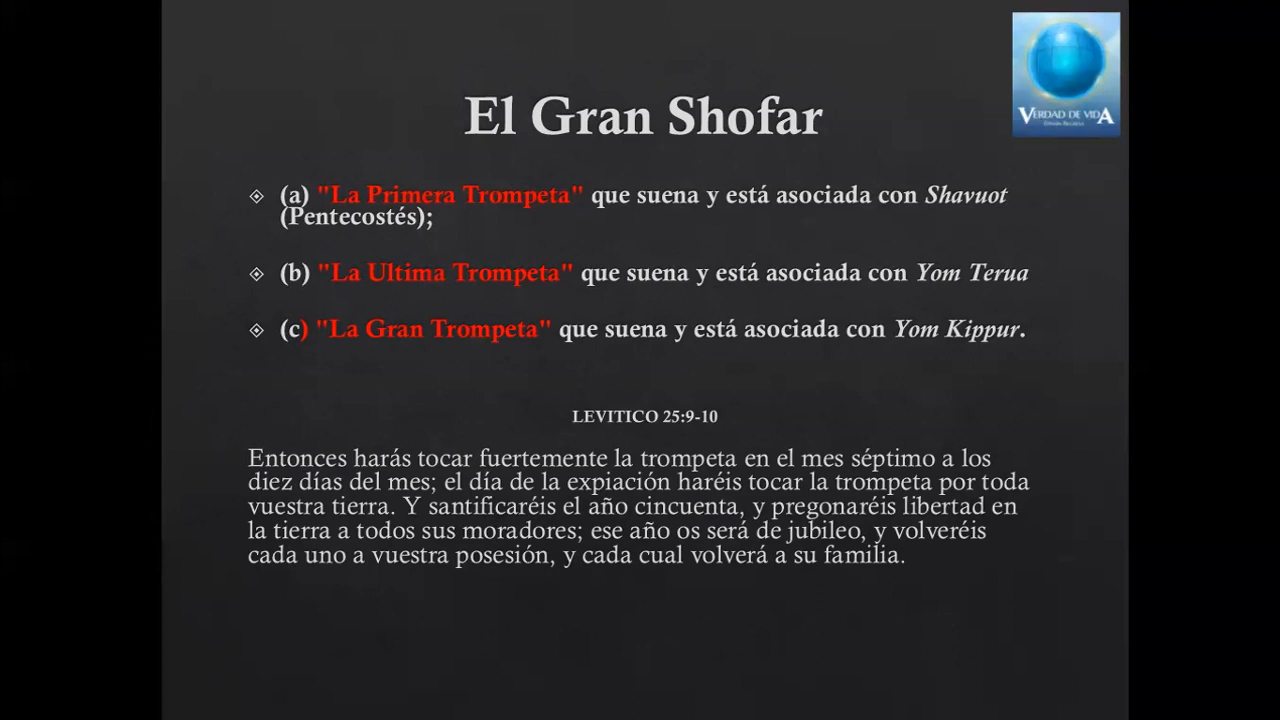 VERDAD DE VIDA
El Gran Shofar
(a) "La Primera Trompeta" que suena y está asociada con Shavuot
(Pentecostés);
(b) "La Ultima Trompeta" que suena y está asociada con Yom Terua
(c) "La Gran Trompeta" que suena y está asociada con Yom Kippur.
LEVITICO 25:9-10
Entonces harás tocar fuertemente la trompeta en el mes séptimo a los
diez días del mes; el día de la expiación haréis tocar la trompeta por toda
vuestra tierra. Y santificaréis el año cincuenta, y pregonaréis libertad en
la tierra a todos sus moradores; ese año os será de jubileo, y volveréis
cada uno a vuestra posesión, y cada cual volverá a su familia.